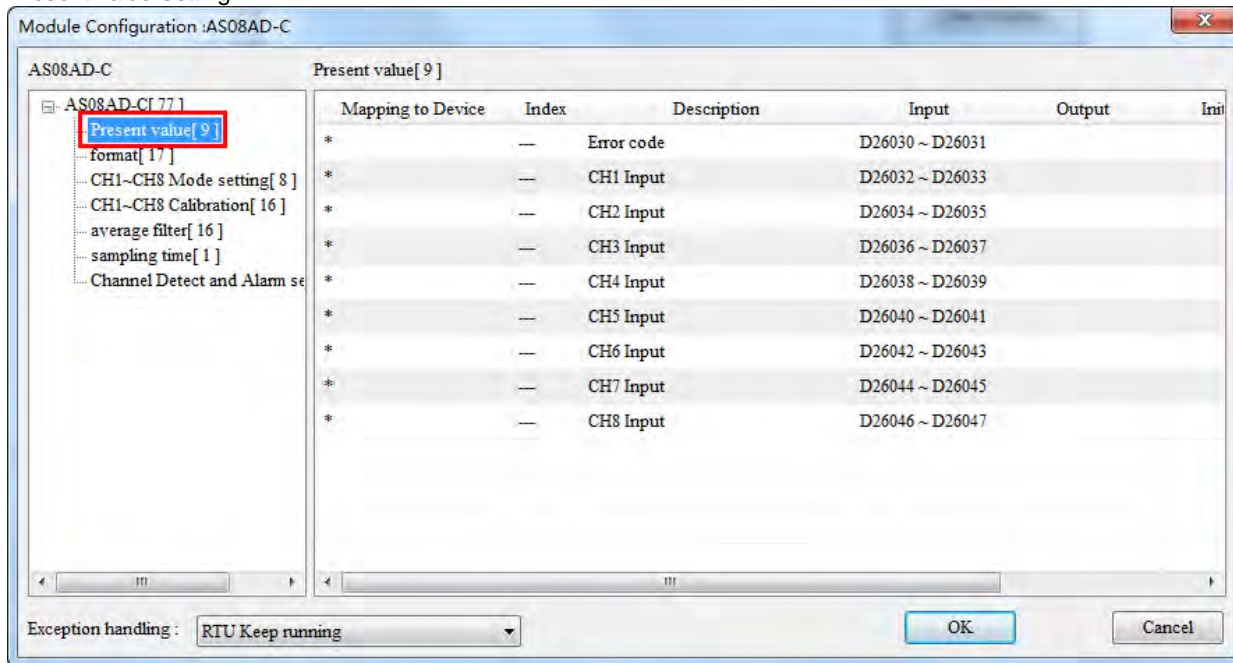 Module Configuration :AS08AD-C
AS08AD-C
Present value[ 9 ]
AS08AD-C[ 77 ]
Present value[ 9 ]
format[ 17 ]
CH1~CH8 Mode setting[ 8 ]
CH1~CH8 Calibration[ 16 ]
average filter[ 16 ]
sampling time[ 1 ]
Channel Detect and Alarm se
Mapping to Device Index Description Input Output Init
* --- Error code D26030 ~ D26031
* --- CH1 Input D26032 ~ D26033
* --- CH2 Input D26034 ~ D26035
* --- CH3 Input D26036 ~ D26037
* --- CH4 Input D26038 ~ D26039
* --- CH5 Input D26040 ~ D26041
* --- CH6 Input D26042 ~ D26043
* --- CH7 Input D26044 ~ D26045
* --- CH8 Input D26046 ~ D26047
Exception handling : RTU Keep running OK Cancel